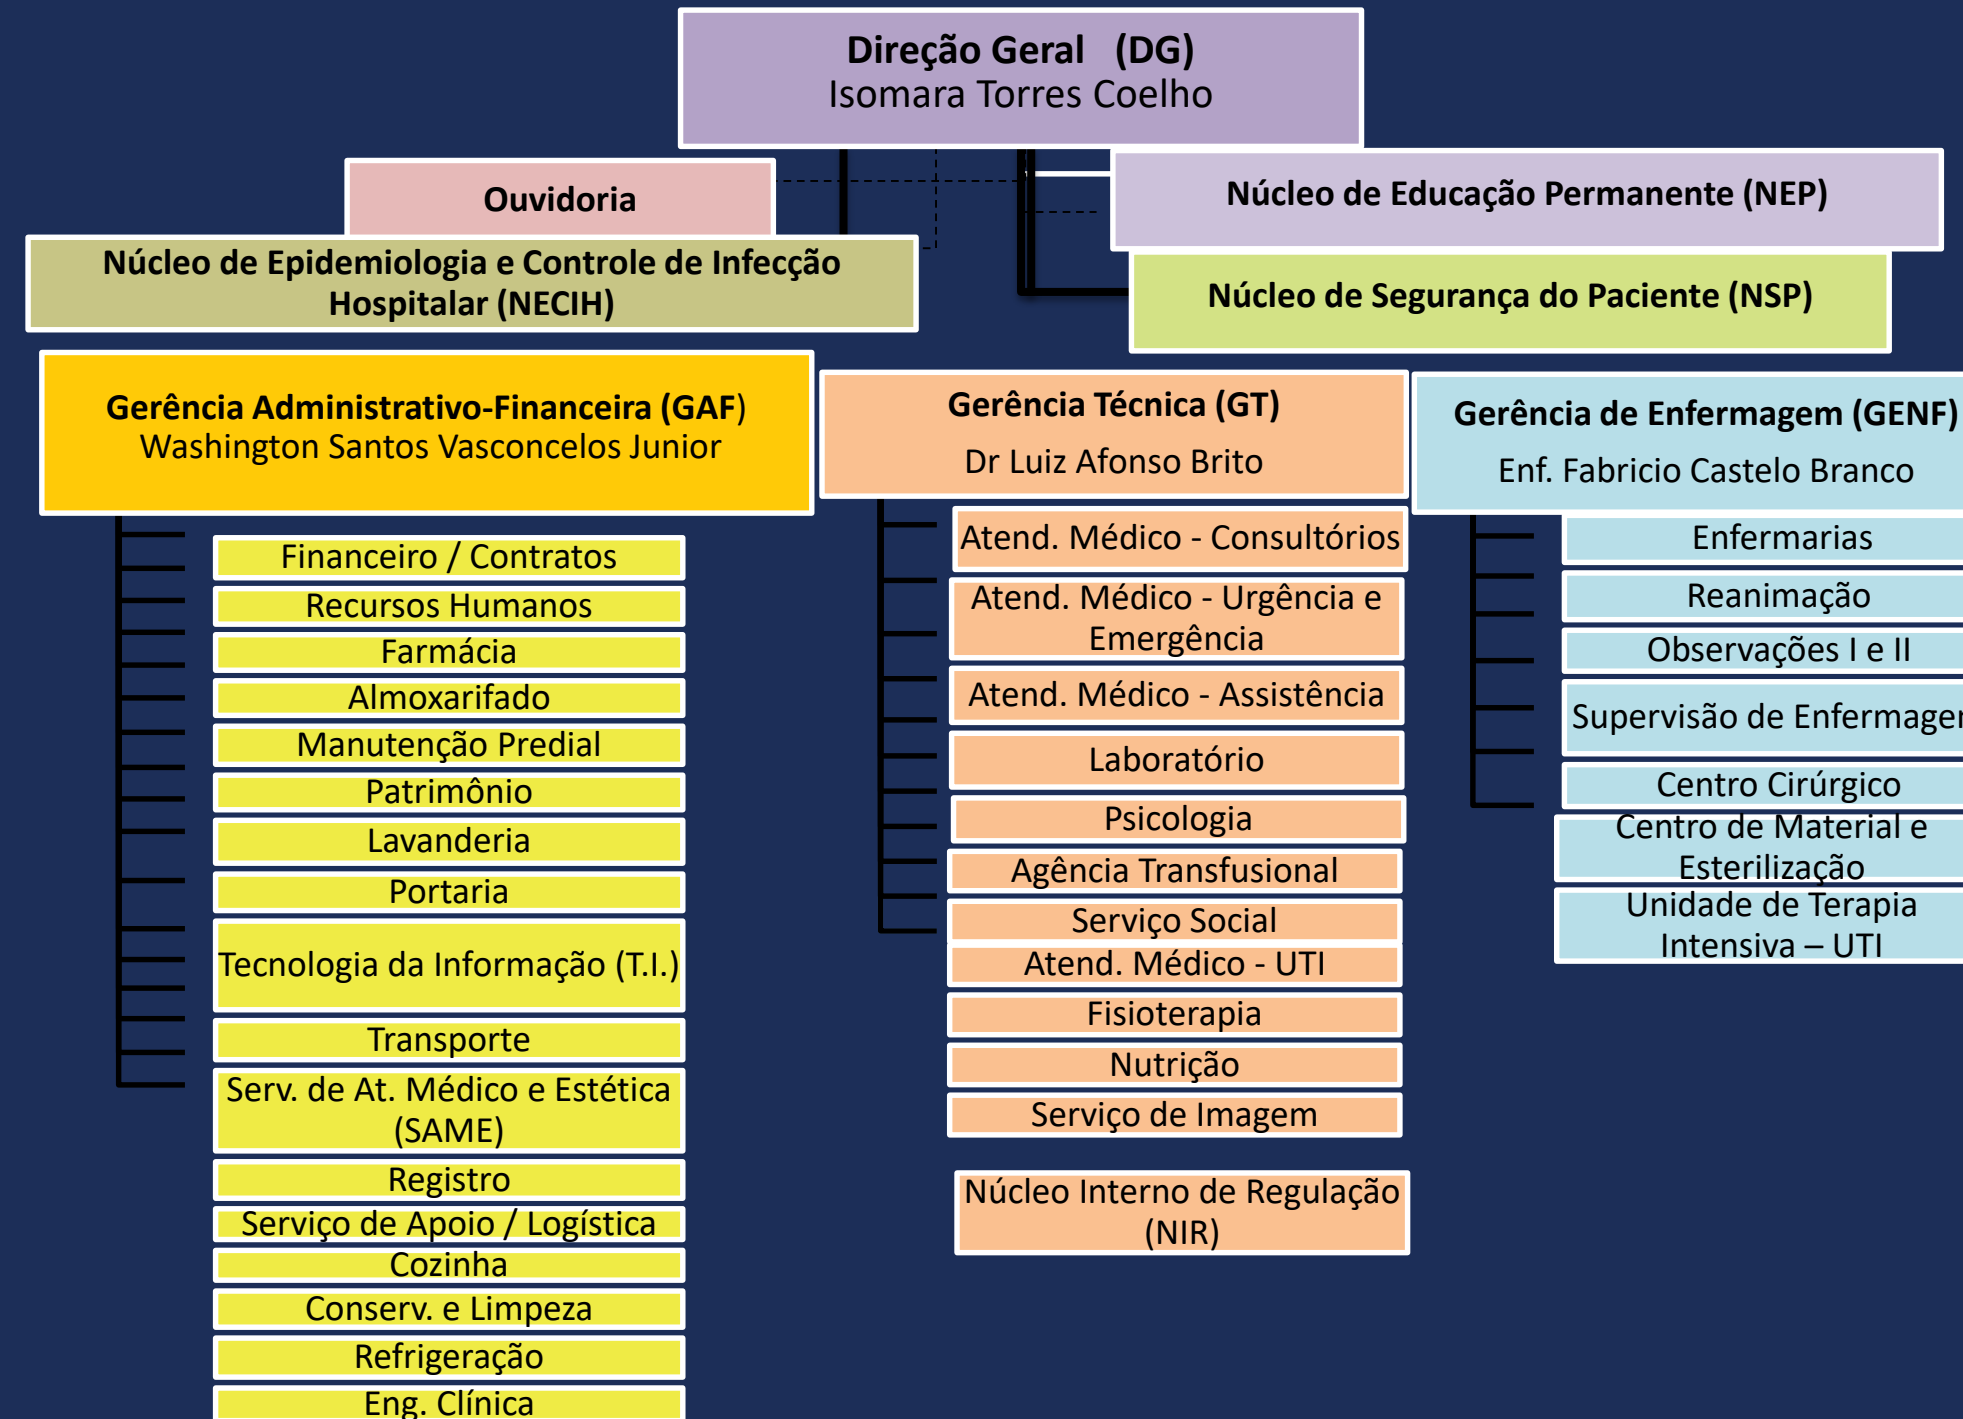 Direção Geral (DG)
Isomara Torres Coelho
Ouvidoria
Núcleo de Educação Permanente (NEP)
Núcleo de Epidemiologia e Controle de Infecção
Hospitalar (NECIH)
Núcleo de Segurança do Paciente (NSP)
Gerência Administrativo-Financeira (GAF)
Washington Santos Vasconcelos Junior
Financeiro / Contratos
Recursos Humanos
Farmácia
Almoxarifado
Manutenção Predial
Patrimônio
Lavanderia
Portaria
Tecnologia da Informação (T.I.)
Transporte
Serv. de At. Médico e Estética
(SAME)
Registro
Serviço de Apoio / Logística
Cozinha
Conserv. e Limpeza
Refrigeração
Eng. Clínica
Gerência Técnica (GT)
Dr Luiz Afonso Brito
Atend. Médico - Consultórios
Atend. Médico - Urgência e
Emergência
Atend. Médico - Assistência
Laboratório
Psicologia
Agência Transfusional
Serviço Social
Atend. Médico - UTI
Fisioterapia
Nutrição
Serviço de Imagem
Núcleo Interno de Regulação
(NIR)
Gerência de Enfermagem (GENF)
Enf. Fabricio Castelo Branco
Enfermarias
Reanimação
Observações I e II
Supervisão de Enfermagem
Centro Cirúrgico
Centro de Material e
Esterilização
Unidade de Terapia
Intensiva – UTI